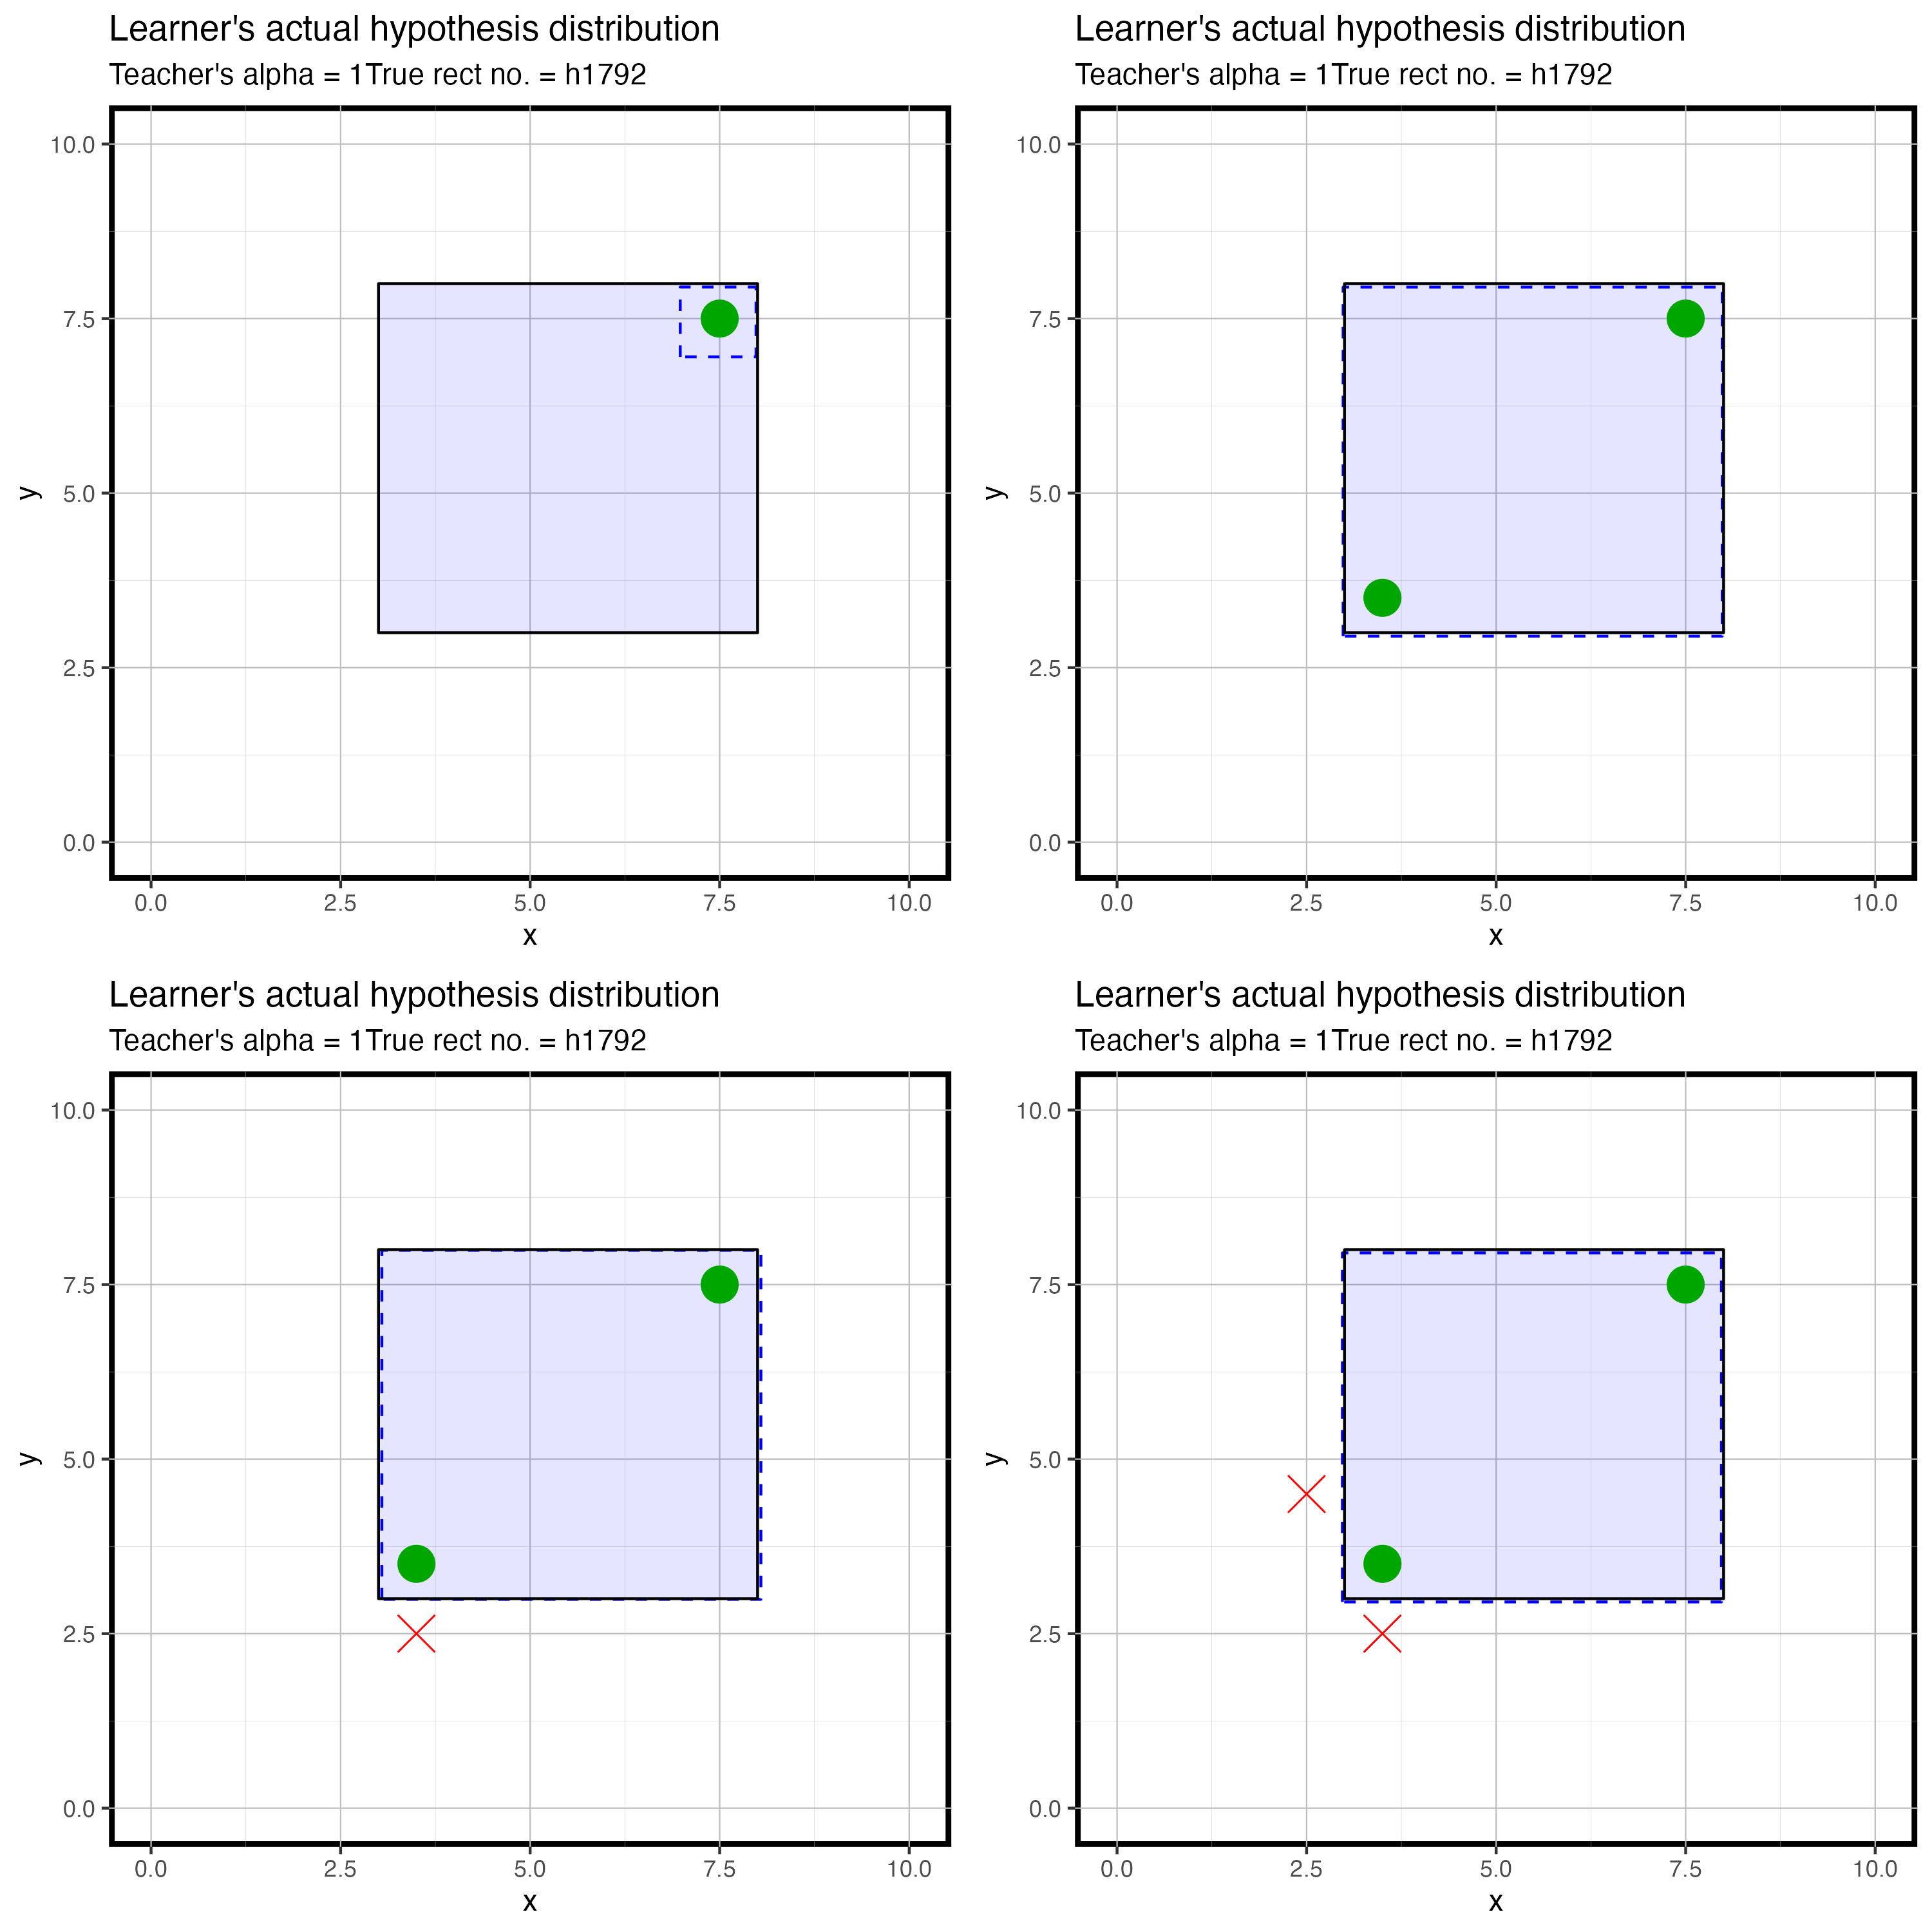 Learner's actual hypothesis distribution
Teacher's alpha = 1True rect no. = h1792
10.0
7.5
5.0
2.5
0.0
y
0.0 2.5 5.0 7.5 10.0
x
Learner's actual hypothesis distribution
Teacher's alpha = 1True rect no. = h1792
10.0
7.5
5.0
2.5
0.0
y
0.0 2.5 5.0 7.5 10.0
x
Learner's actual hypothesis distribution
Teacher's alpha = 1True rect no. = h1792
10.0
7.5
5.0
2.5
0.0
y
0.0 2.5 5.0 7.5 10.0
x
Learner's actual hypothesis distribution
Teacher's alpha = 1True rect no. = h1792
10.0
7.5
5.0
2.5
0.0
y
0.0 2.5 5.0 7.5 10.0
x